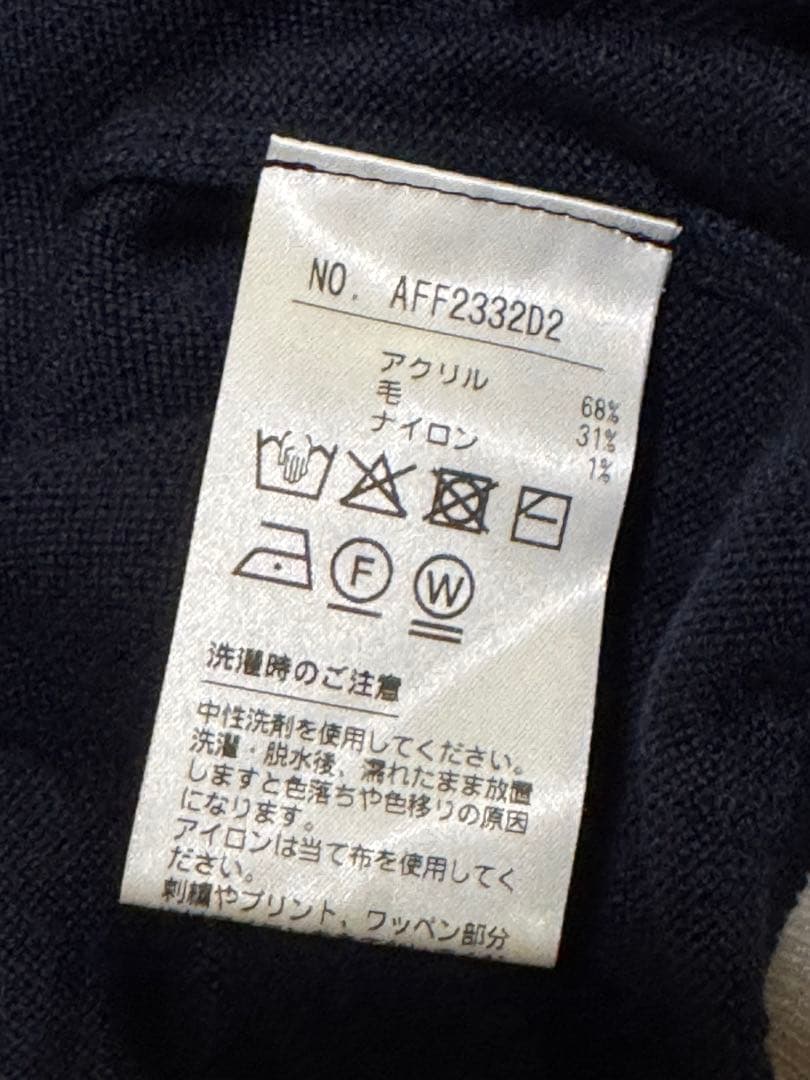 NO. AFF2332D2
アクリル 68%
毛 31%
ナイロン 1%
F W
洗濯時のご注意
中性洗剤を使用してください。
洗濯・脱水後、濡れたまま放置
しますと色落ちや色移りの原因
になります。
アイロンは当て布を使用してく
ださい。
刺繍やプリント、ワッペン部分